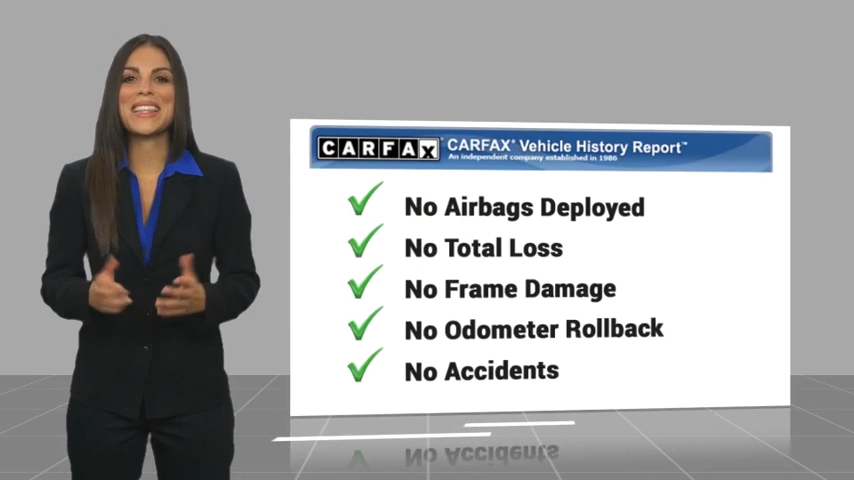 CARFAX CARFAX® Vehicle History Report™
An independent company established in 1986
No Airbags Deployed
No Total Loss
No Frame Damage
No Odometer Rollback
No Accidents
No Accidents